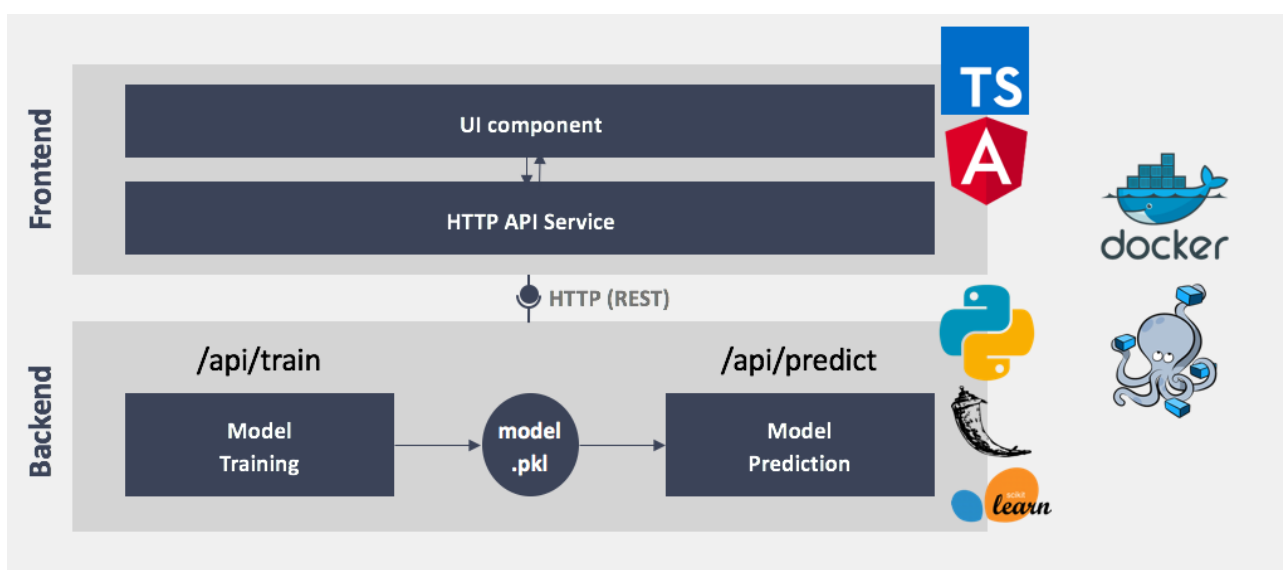 Frontend
UI component
HTTP API Service
TS
A
docker
HTTP (REST)
Backend
/api/train
/api/predict
Model
Training
model
.pkl
Model
Prediction
scikit
learn